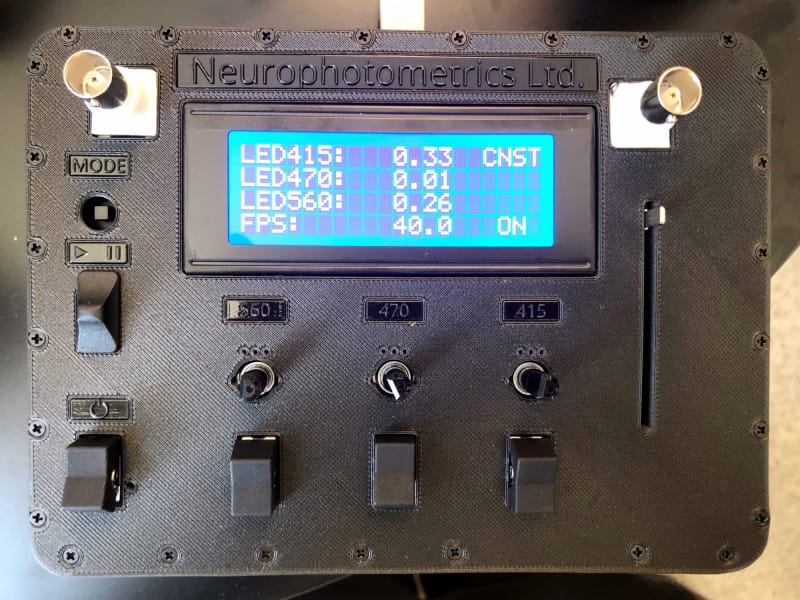 Neurophotometrics Ltd.
LED415: 0.33 CNST
LED470: 0.01
LED560: 0.26
FPS: 40.0 ON
MODE
560 470 415